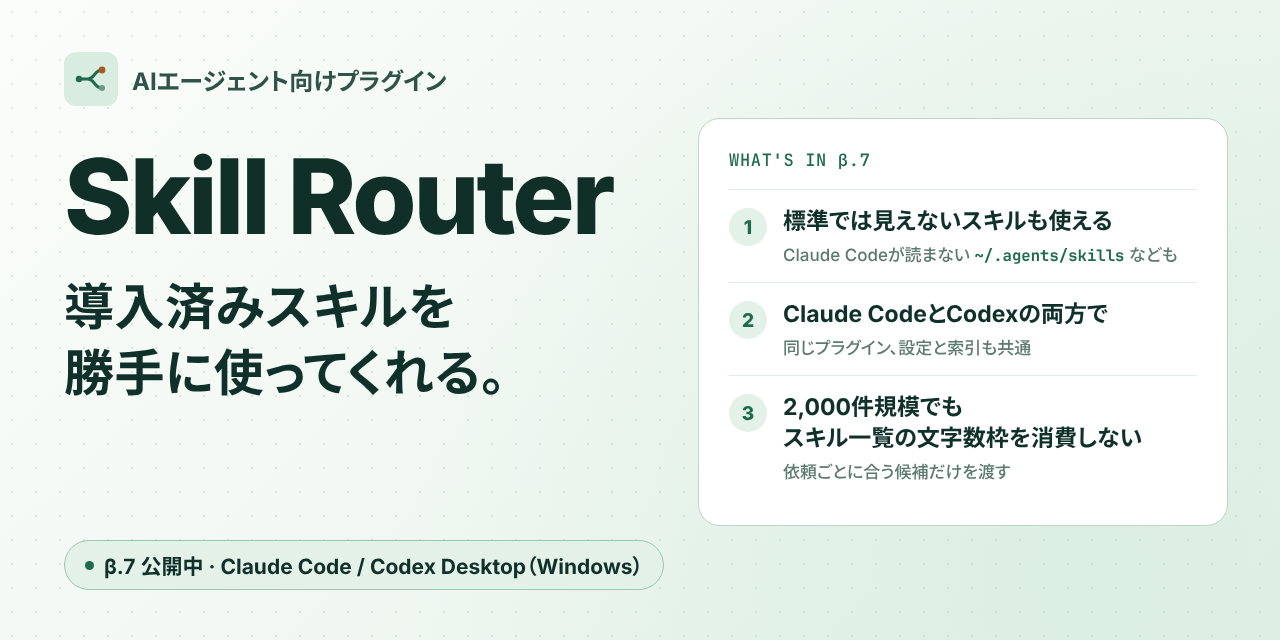 AIエージェント向けプラグイン
Skill Router
導入済みスキルを
勝手に使ってくれる。
β.7 公開中 · Claude Code / Codex Desktop（Windows）
WHAT'S IN β.7
1
標準では見えないスキルも使える
Claude Codeが読まない ~/.agents/skills なども
2
Claude CodeとCodexの両方で
同じプラグイン、設定と索引も共通
3
2,000件規模でも
スキル一覧の文字数枠を消費しない
依頼ごとに合う候補だけを渡す